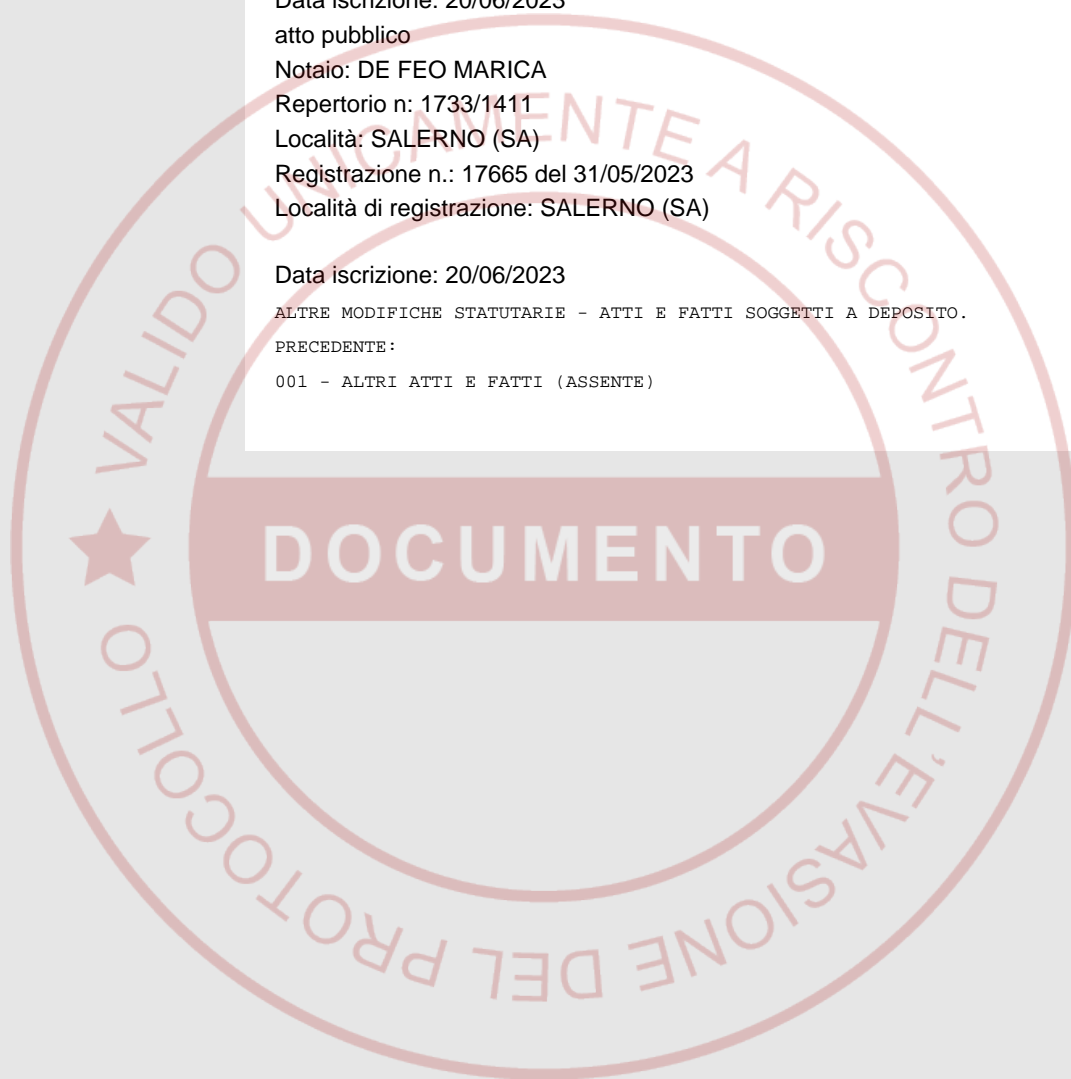 Data iscrizione: 20/06/2023
atto pubblico
Notaio: DE FEO MARICA
Repertorio n: 1733/1411
Località: SALERNO (SA)
Registrazione n.: 17665 del 31/05/2023
Località di registrazione: SALERNO (SA)
Data iscrizione: 20/06/2023
ALTRE MODIFICHE STATUTARIE - ATTI E FATTI SOGGETTI A DEPOSITO.
PRECEDENTE:
001 - ALTRI ATTI E FATTI (ASSENTE)
DOCUMENTO
★ VALIDO UNICAMENTE A RISCONTRO DELL'EVASIONE DEL PROTOCOLLO